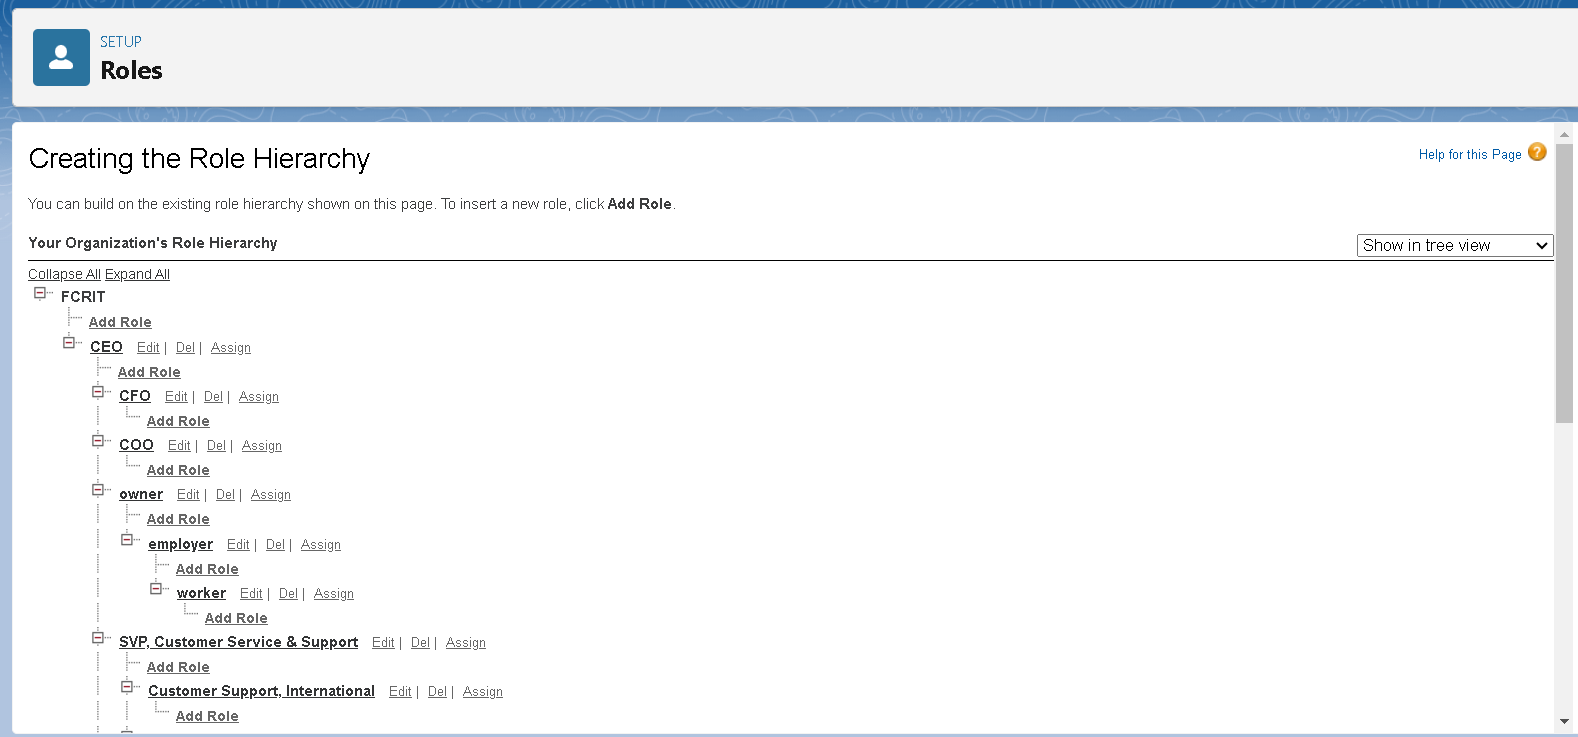 SETUP
Roles
Creating the Role Hierarchy
Help for this Page ?
You can build on the existing role hierarchy shown on this page. To insert a new role, click Add Role.
Your Organization's Role Hierarchy
Show in tree view
Collapse All Expand All
FCRIT
Add Role
CEO Edit | Del | Assign
Add Role
CFO Edit | Del | Assign
Add Role
COO Edit | Del | Assign
Add Role
owner Edit | Del | Assign
Add Role
employer Edit | Del | Assign
Add Role
worker Edit | Del | Assign
Add Role
SVP, Customer Service & Support Edit | Del | Assign
Add Role
Customer Support, International Edit | Del | Assign
Add Role